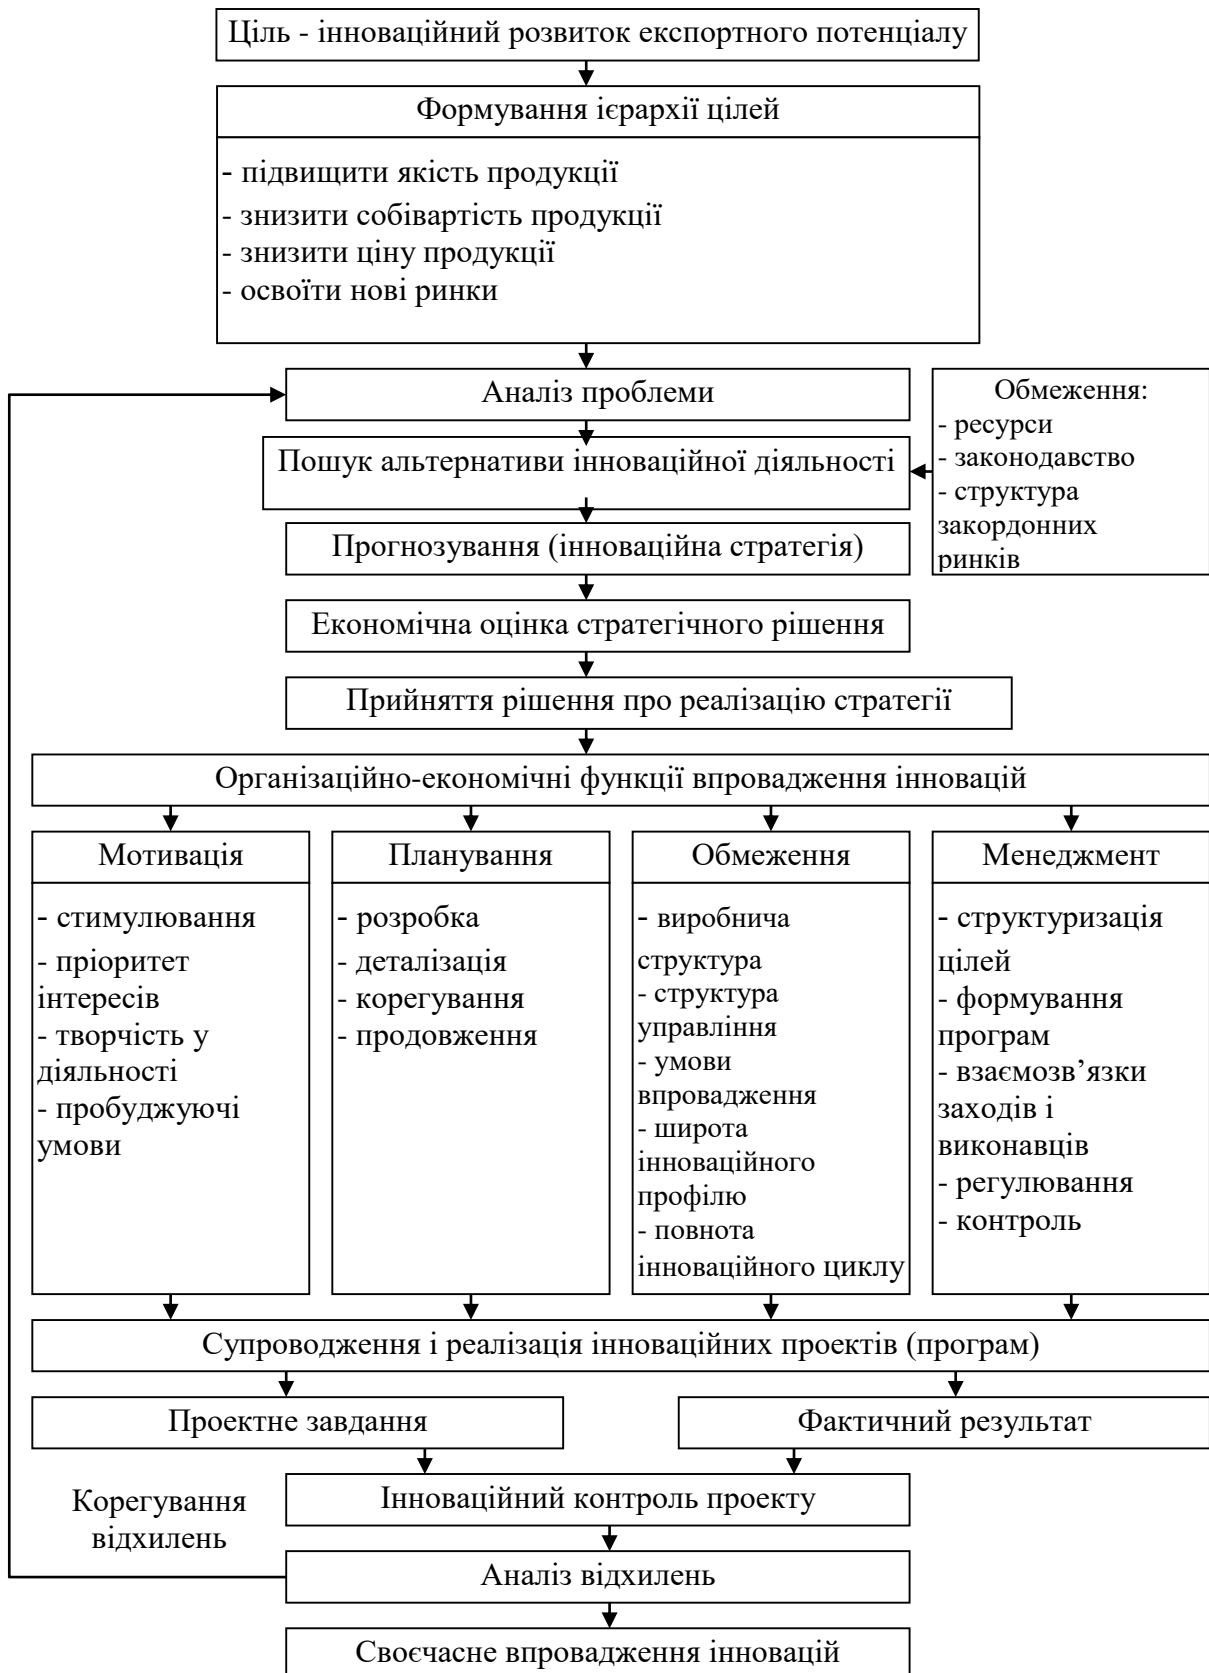 Ціль - інноваційний розвиток експортного потенціалу
Формування ієрархії цілей
- підвищити якість продукції
- знизити собівартість продукції
- знизити ціну продукції
- освоїти нові ринки
Аналіз проблеми
Обмеження:
- ресурси
- законодавство
- структура
закордонних
ринків
Пошук альтернативи інноваційної діяльності
Прогнозування (інноваційна стратегія)
Економічна оцінка стратегічного рішення
Прийняття рішення про реалізацію стратегії
Організаційно-економічні функції впровадження інновацій
Мотивація
- стимулювання
- пріоритет
інтересів
- творчість у
діяльності
- пробуджуючі
умови
Планування
- розробка
- деталізація
- корегування
- продовження
Обмеження
- виробнича
структура
- структура
управління
- умови
впровадження
- широта
інноваційного
профілю
- повнота
інноваційного циклу
Менеджмент
- структуризація
цілей
- формування
програм
- взаємозв’язки
заходів і
виконавців
- регулювання
- контроль
Супроводження і реалізація інноваційних проектів (програм)
Проектне завдання
Фактичний результат
Інноваційний контроль проекту
Корегування
відхилень
Аналіз відхилень
Своєчасне впровадження інновацій